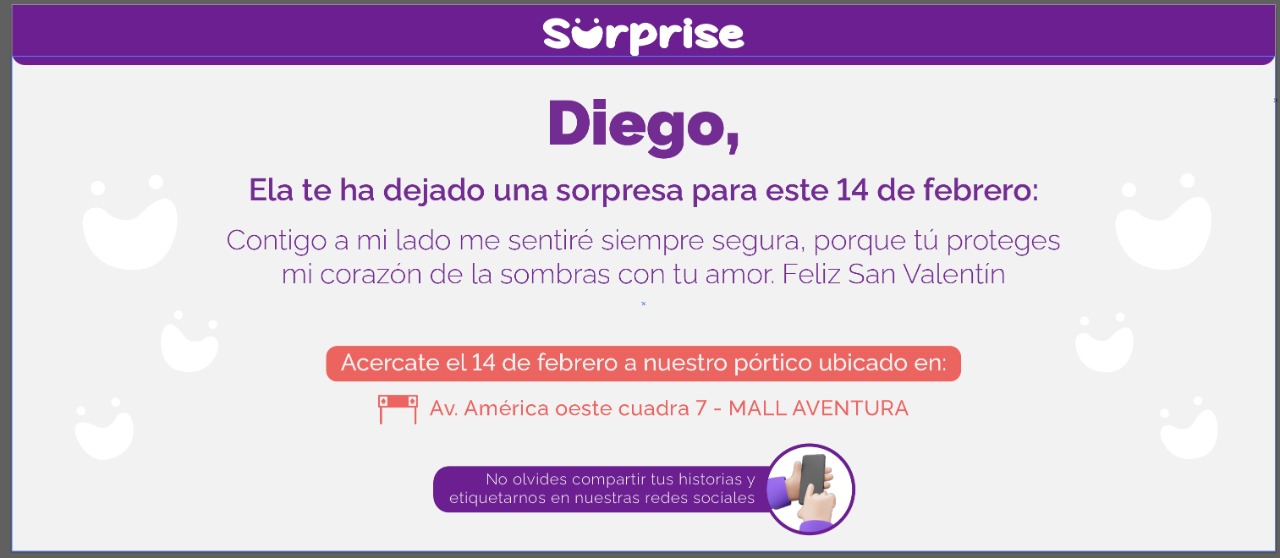 Surprise
Diego,
Ela te ha dejado una sorpresa para este 14 de febrero:
Contigo a mi lado me sentiré siempre segura, porque tú proteges
mi corazón de la sombras con tu amor. Feliz San Valentín
Acercate el 14 de febrero a nuestro pórtico ubicado en:
Av. América oeste cuadra 7 - MALL AVENTURA
No olvides compartir tus historias y
etiquetarnos en nuestras redes sociales